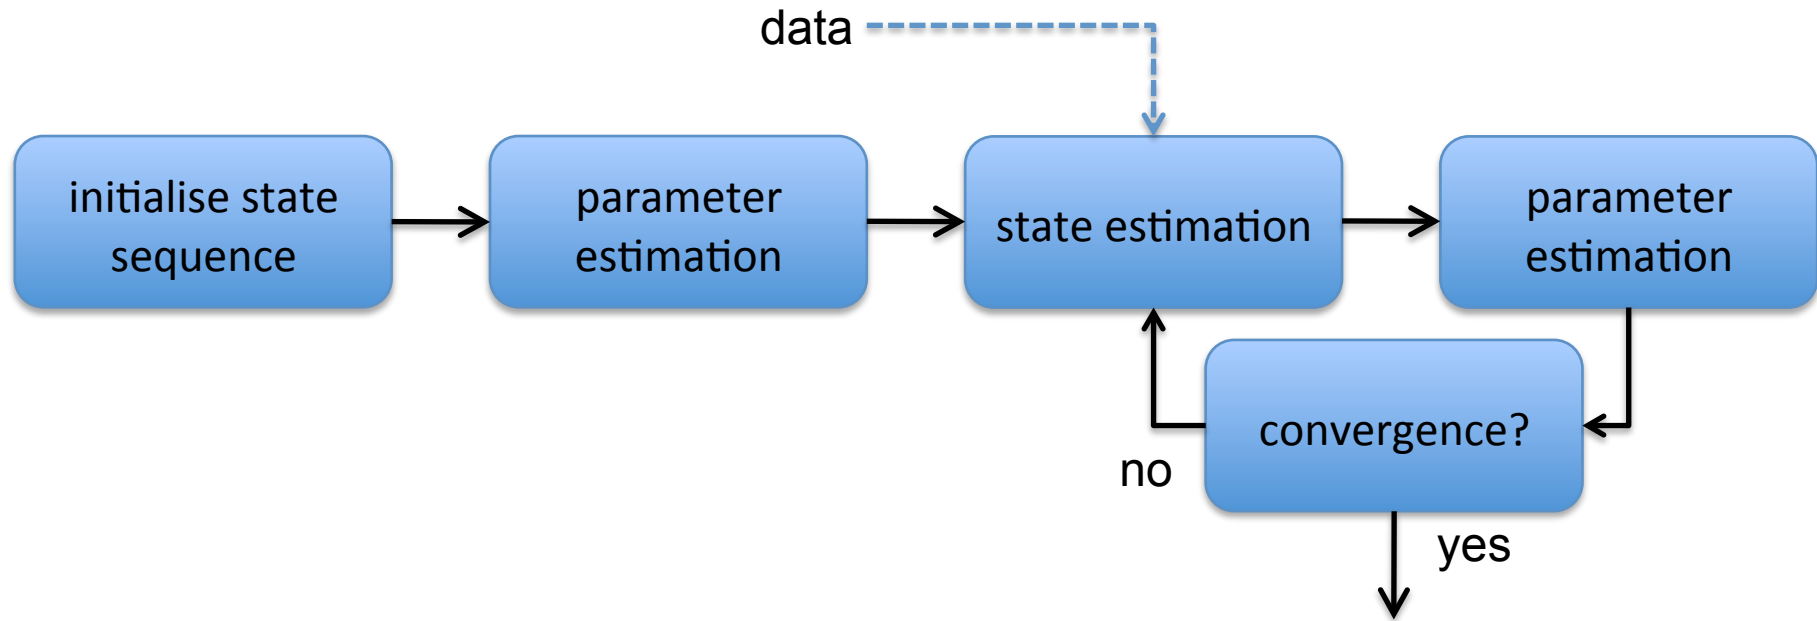 data
initialise state
sequence
parameter
estimation
state estimation
parameter
estimation
convergence?
no
yes